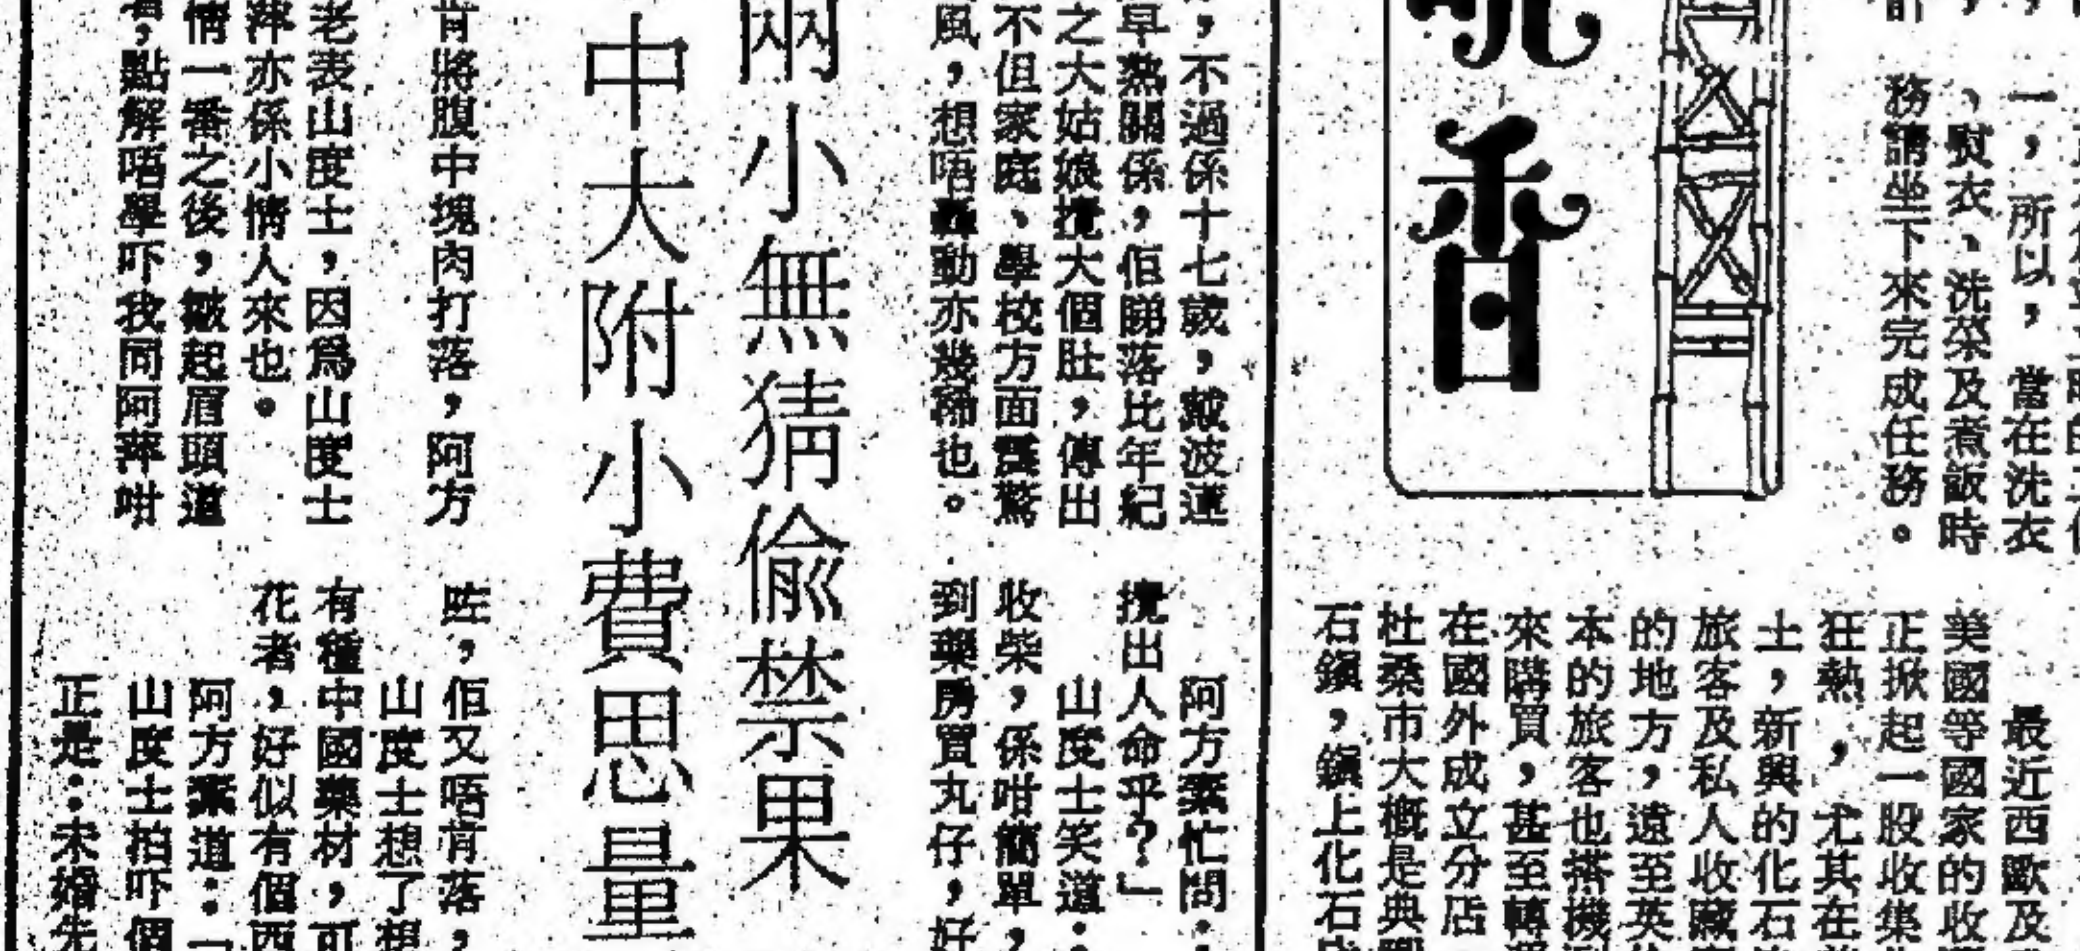 務請坐下來完成任務。
、熨衣、洗菜及煮飯時
一，所以，當在洗衣
香
，不過係十七歲，戴波連
早熟關係，佢睇落比年紀
之大姑娘攪大個肚，傳出
不但家庭、學校方面震驚
風，想唔轟動亦幾稀也。
兩小無猜偷禁果
中大附小費思量
肯將腹中塊肉打落，阿方
老表山度士，因為山度士
萍亦係小情人來也。
情一番之後，皺起眉頭道
，點解唔學吓我同阿萍咁
最近西歐及
美國等國家的收
正掀起一股收集
狂熱，尤其在
士，新興的化石
旅客及私人收藏
的地方，遠至英
本的旅客也搭機
來購買，甚至轉
在國外成立分店
杜桑市大概是典
石鎮，鎮上化石
阿方索忙問：
攪出人命乎？」
山度士笑道：
收柴，係咁簡單，
到藥房買丸仔，好
，佢又唔肯落，
山度士想了想
有種中國藥材，可
花者，好似有個西
阿方索道：「
山度士拍吓個
正是：未婚先